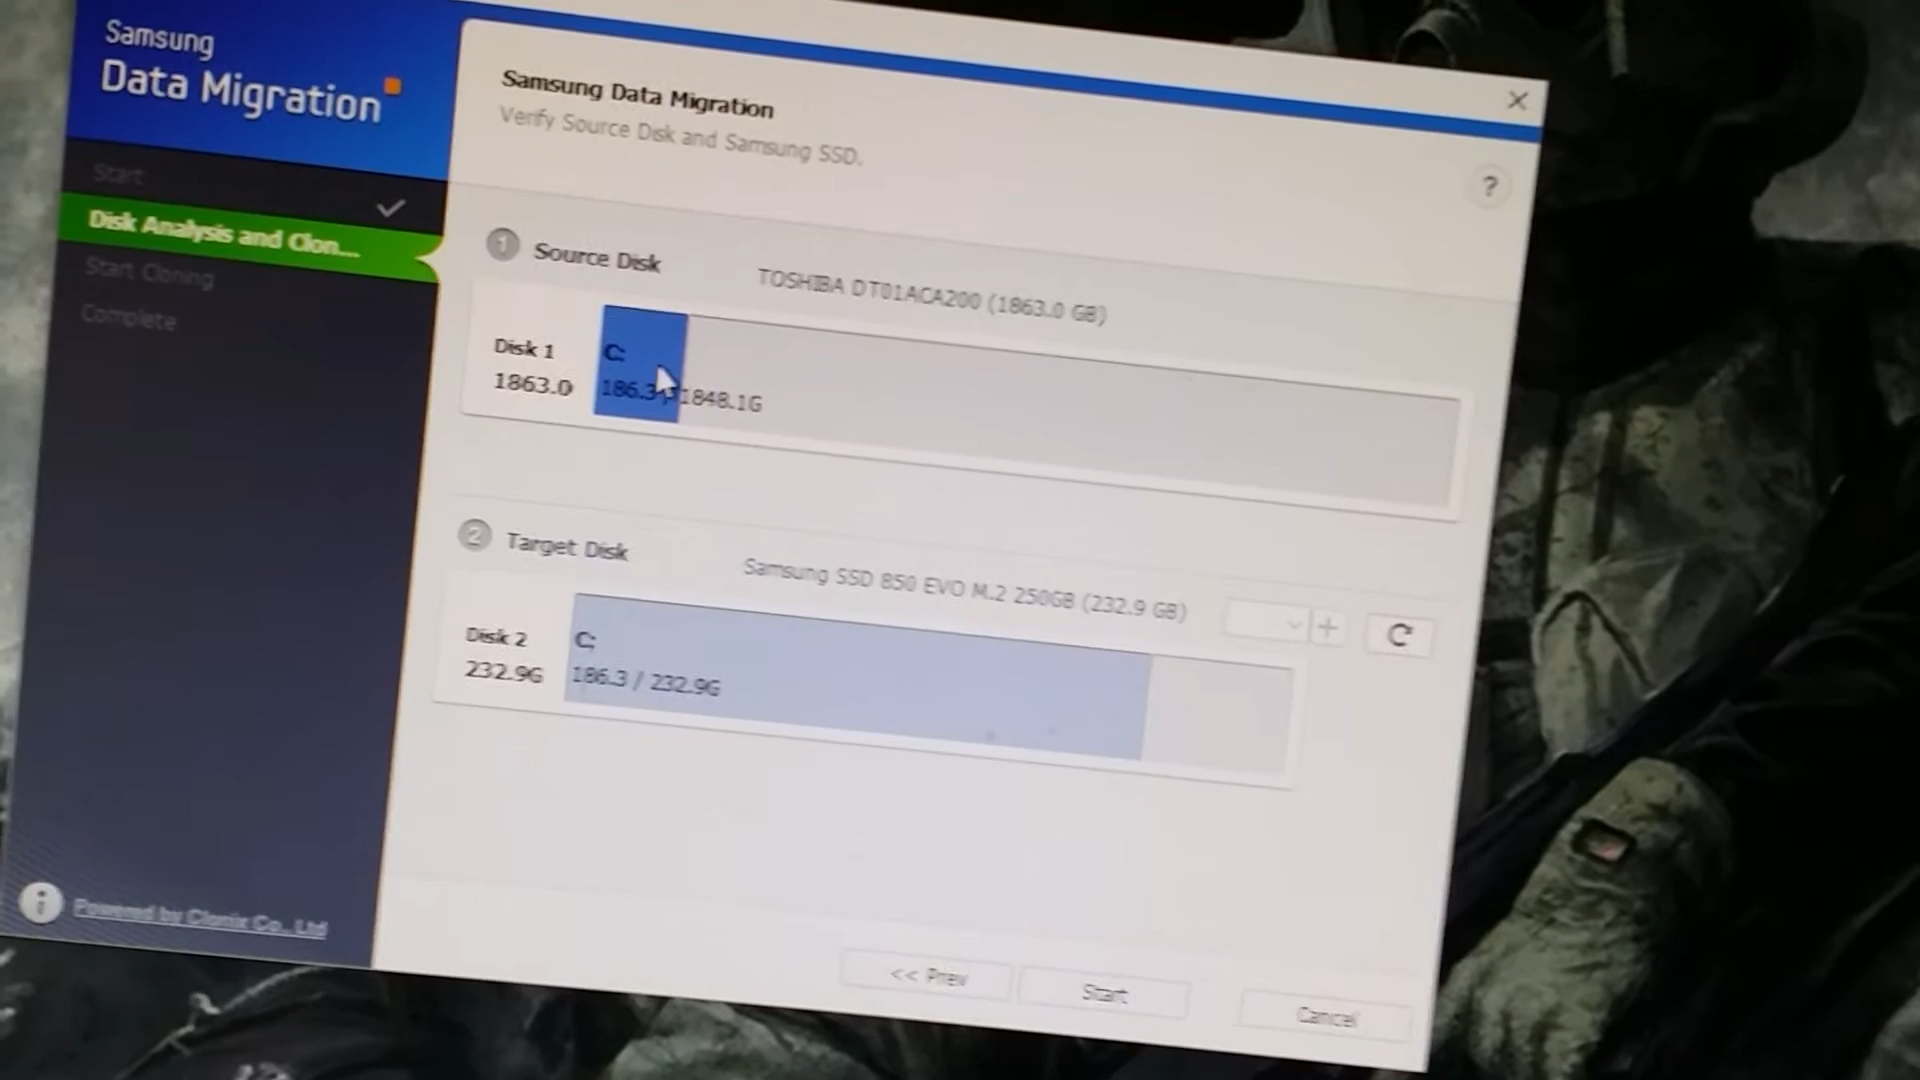 Samsung
Data Migration
Start
Disk Analysis and Clon...
Start Cloning
Complete
Powered by Clonix Co., Ltd
Samsung Data Migration
Verify Source Disk and Samsung SSD.
?
1 Source Disk
TOSHIBA DT01ACA200 (1863.0 GB)
Disk 1
1863.0
C:
186.3 / 1848.1G
2 Target Disk
Samsung SSD 850 EVO M.2 250GB (232.9 GB)
Disk 2
232.9G
C:
186.3 / 232.9G
<< Prev
Start
Cancel